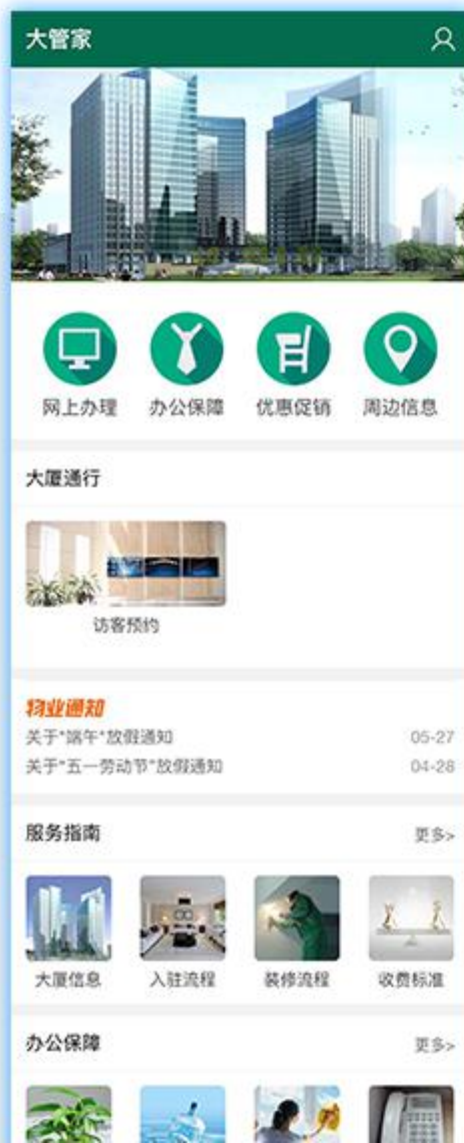 大管家
网上办理 办公保障 优惠促销 周边信息
大厦通行
访客预约
物业通知
关于"端午"放假通知 05-27
关于"五一劳动节"放假通知 04-28
服务指南 更多>
大厦信息 入驻流程 装修流程 收费标准
办公保障 更多>